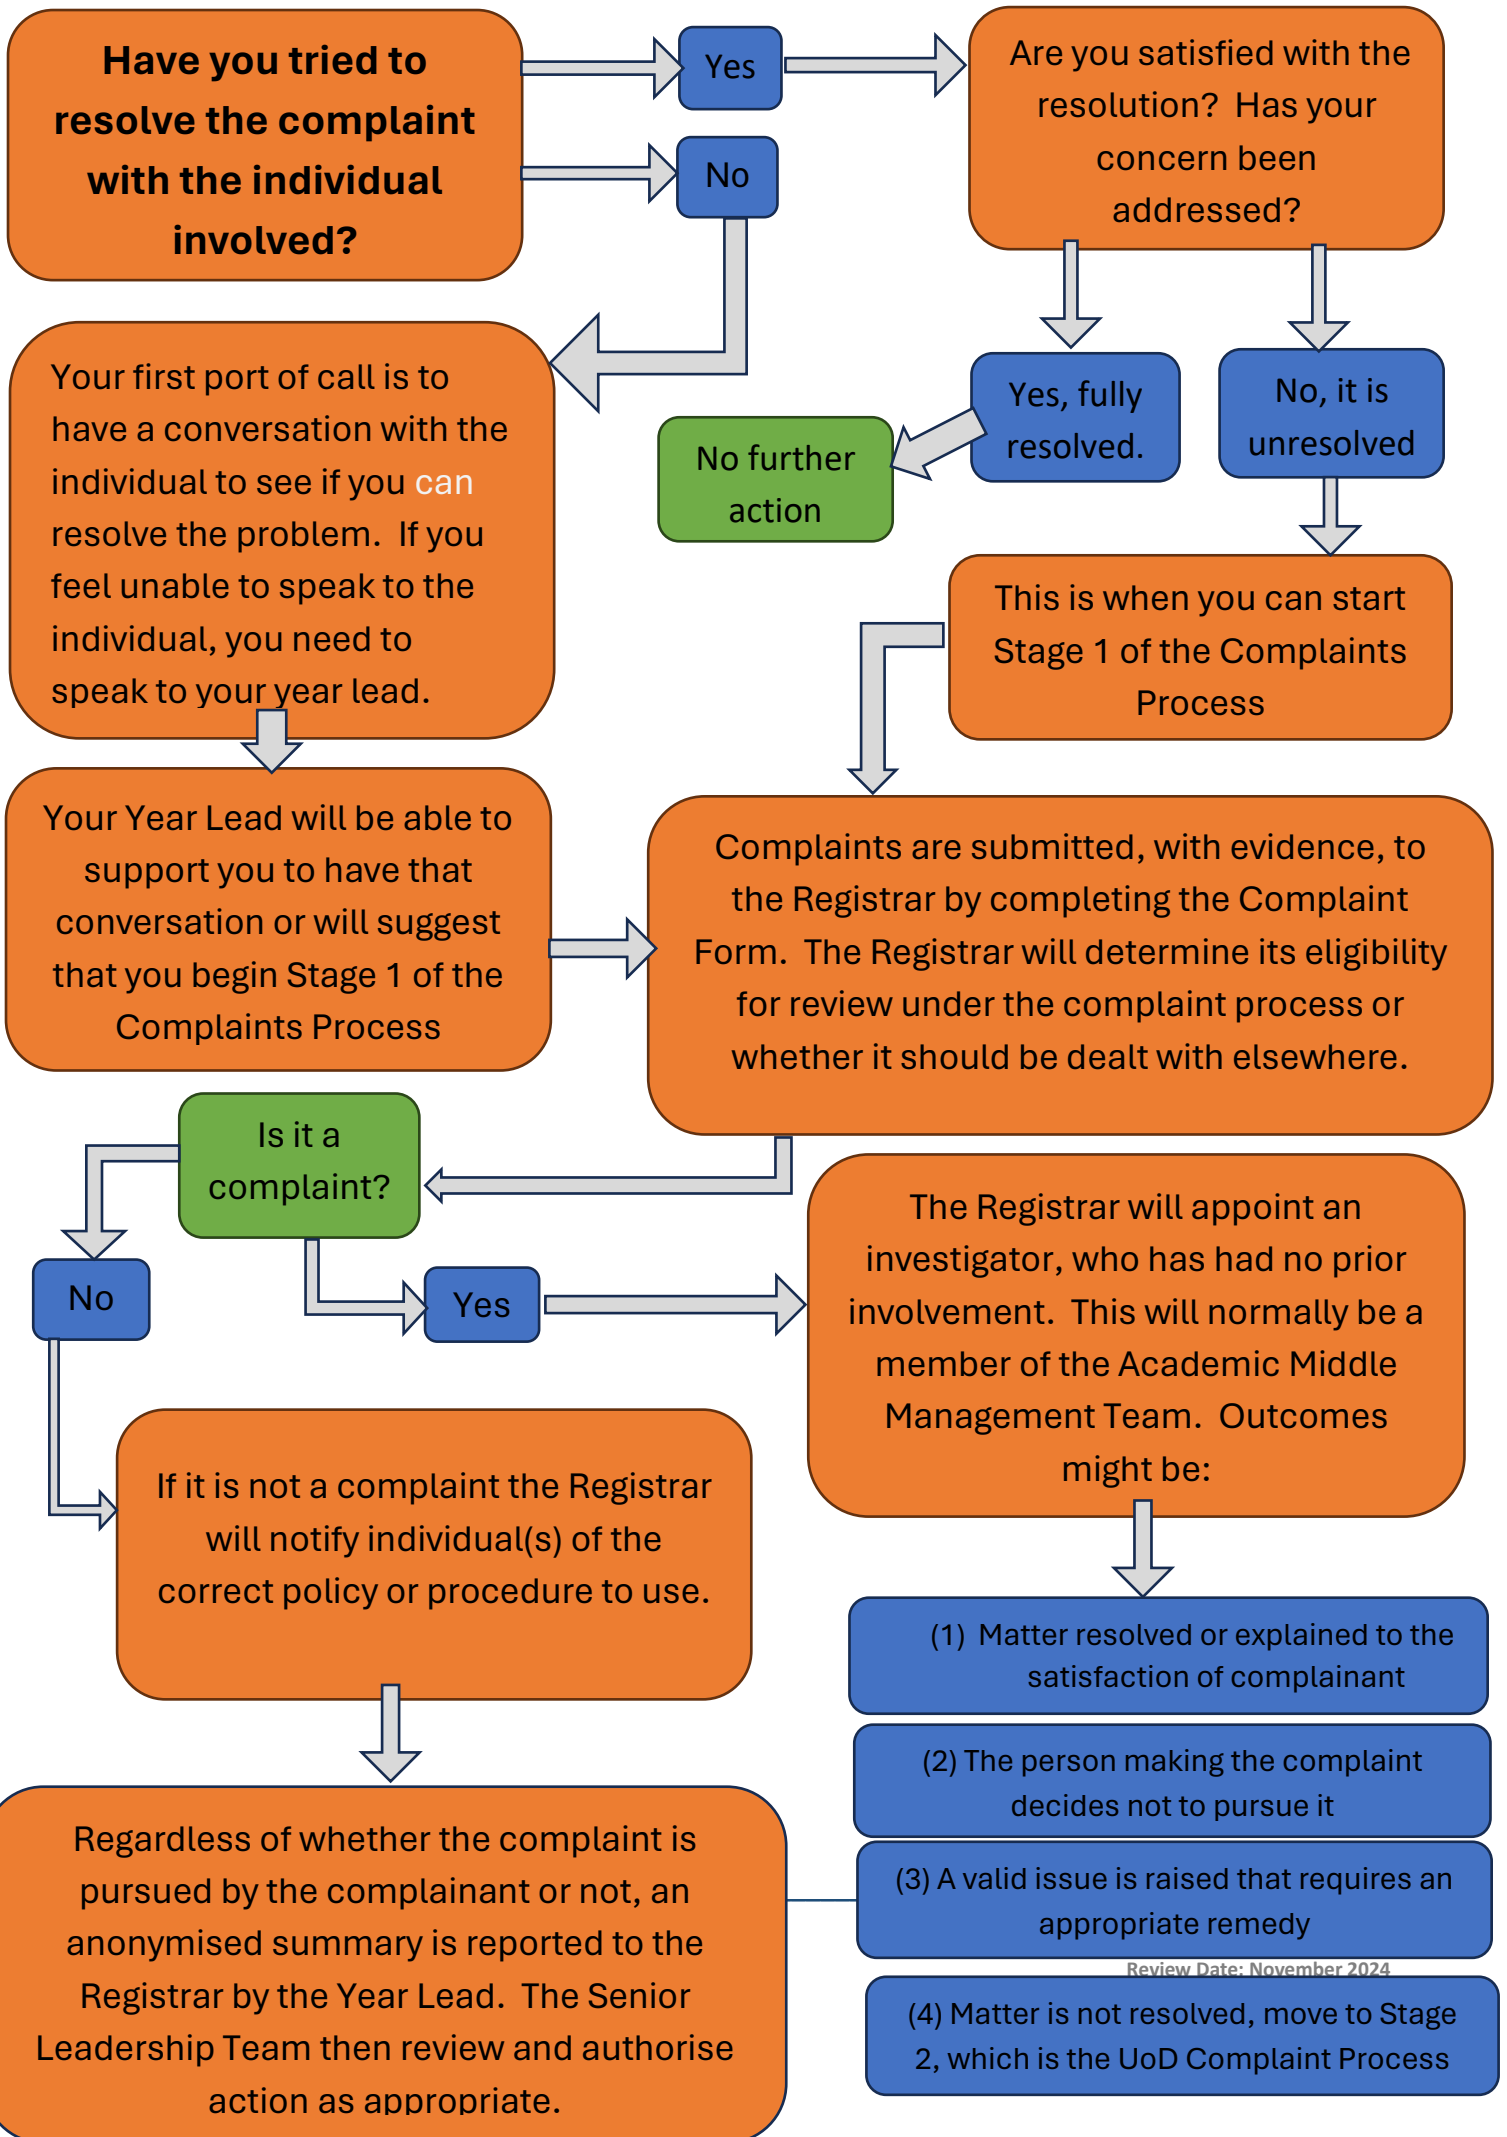 Have you tried to
resolve the complaint
with the individual
involved?
Yes
No
Are you satisfied with the
resolution?  Has your
concern been
addressed?
Your first port of call is to
have a conversation with the
individual to see if you can
resolve the problem.  If you
feel unable to speak to the
individual, you need to
speak to your year lead.
Yes, fully
resolved.
No, it is
unresolved
No further
action
This is when you can start
Stage 1 of the Complaints
Process
Your Year Lead will be able to
support you to have that
conversation or will suggest
that you begin Stage 1 of the
Complaints Process
Complaints are submitted, with evidence, to
the Registrar by completing the Complaint
Form.  The Registrar will determine its eligibility
for review under the complaint process or
whether it should be dealt with elsewhere.
Is it a
complaint?
No
Yes
The Registrar will appoint an
investigator, who has had no prior
involvement.  This will normally be a
member of the Academic Middle
Management Team.  Outcomes
might be:
If it is not a complaint the Registrar
will notify individual(s) of the
correct policy or procedure to use.
(1) Matter resolved or explained to the
satisfaction of complainant
(2) The person making the complaint
decides not to pursue it
(3) A valid issue is raised that requires an
appropriate remedy
Review Date: November 2024
(4) Matter is not resolved, move to Stage
2, which is the UoD Complaint Process
Regardless of whether the complaint is
pursued by the complainant or not, an
anonymised summary is reported to the
Registrar by the Year Lead.  The Senior
Leadership Team then review and authorise
action as appropriate.